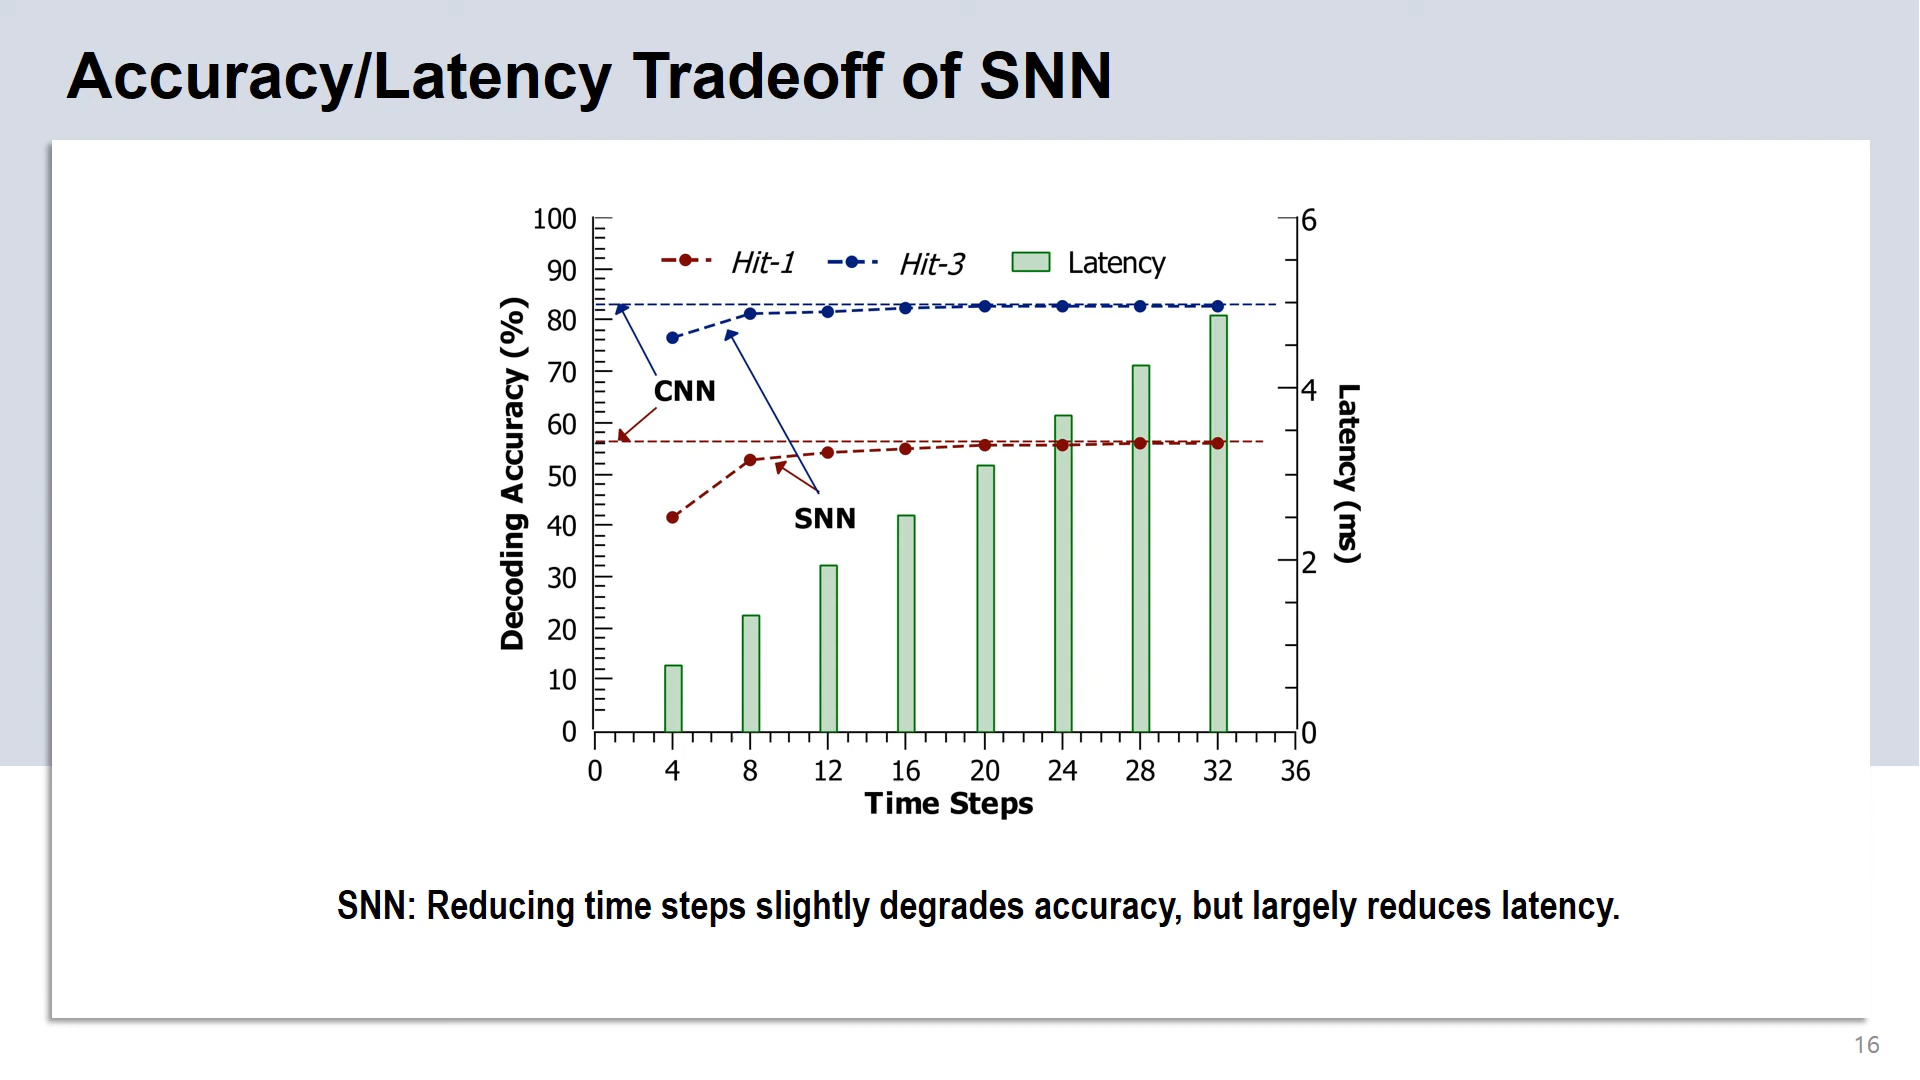 Accuracy/Latency Tradeoff of SNN
Hit-1 Hit-3 Latency
Decoding Accuracy (%)
100
90
80
70
60
50
40
30
20
10
0
CNN
SNN
6
4
2
0
Latency (ms)
0 4 8 12 16 20 24 28 32 36
Time Steps
SNN: Reducing time steps slightly degrades accuracy, but largely reduces latency.
16